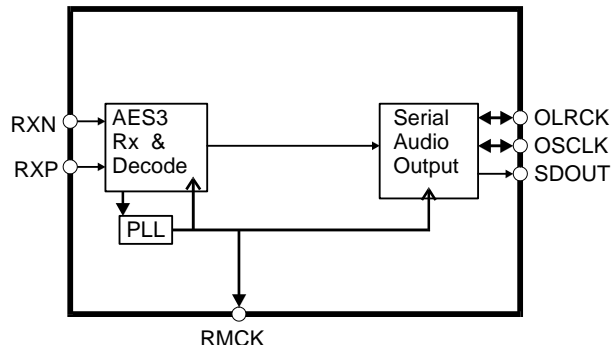 RXN
RXP
AES3
Rx &
Decode
PLL
Serial
Audio
Output
OLRCK
OSCLK
SDOUT
RMCK